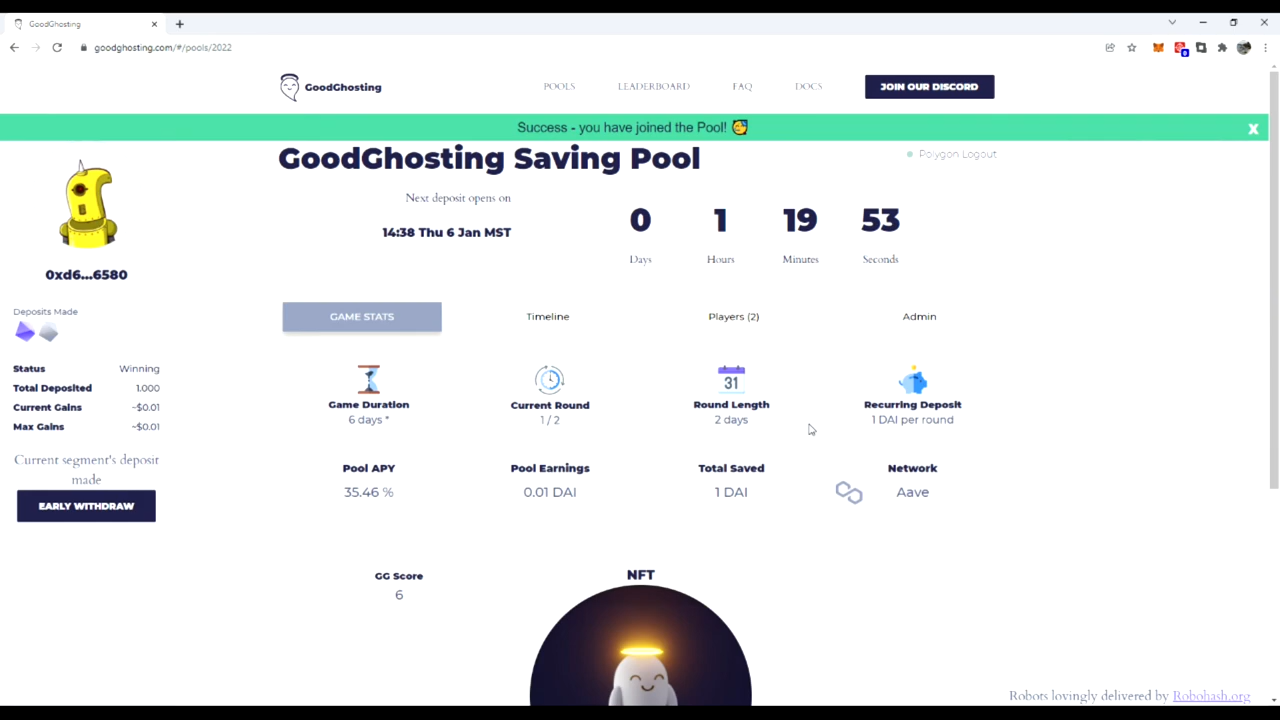 GoodGhosting
goodghosting.com/#/pools/2022
GoodGhosting
POOLS
LEADERBOARD
FAQ
DOCS
JOIN OUR DISCORD
Success - you have joined the Pool!
X
GoodGhosting Saving Pool
Polygon Logout
Next deposit opens on
14:38 Thu 6 Jan MST
0
1
19
53
Days
Hours
Minutes
Seconds
0xd6...6580
Deposits Made
Status
Winning
Total Deposited
1.000
Current Gains
~$0.01
Max Gains
~$0.01
Current segment's deposit
made
EARLY WITHDRAW
GAME STATS
Timeline
Players (2)
Admin
31
Game Duration
Current Round
Round Length
Recurring Deposit
6 days *
1 / 2
2 days
1 DAI per round
Pool APY
Pool Earnings
Total Saved
Network
35.46 %
0.01 DAI
1 DAI
Aave
GG Score
6
NFT
Robots lovingly delivered by Robohash.org